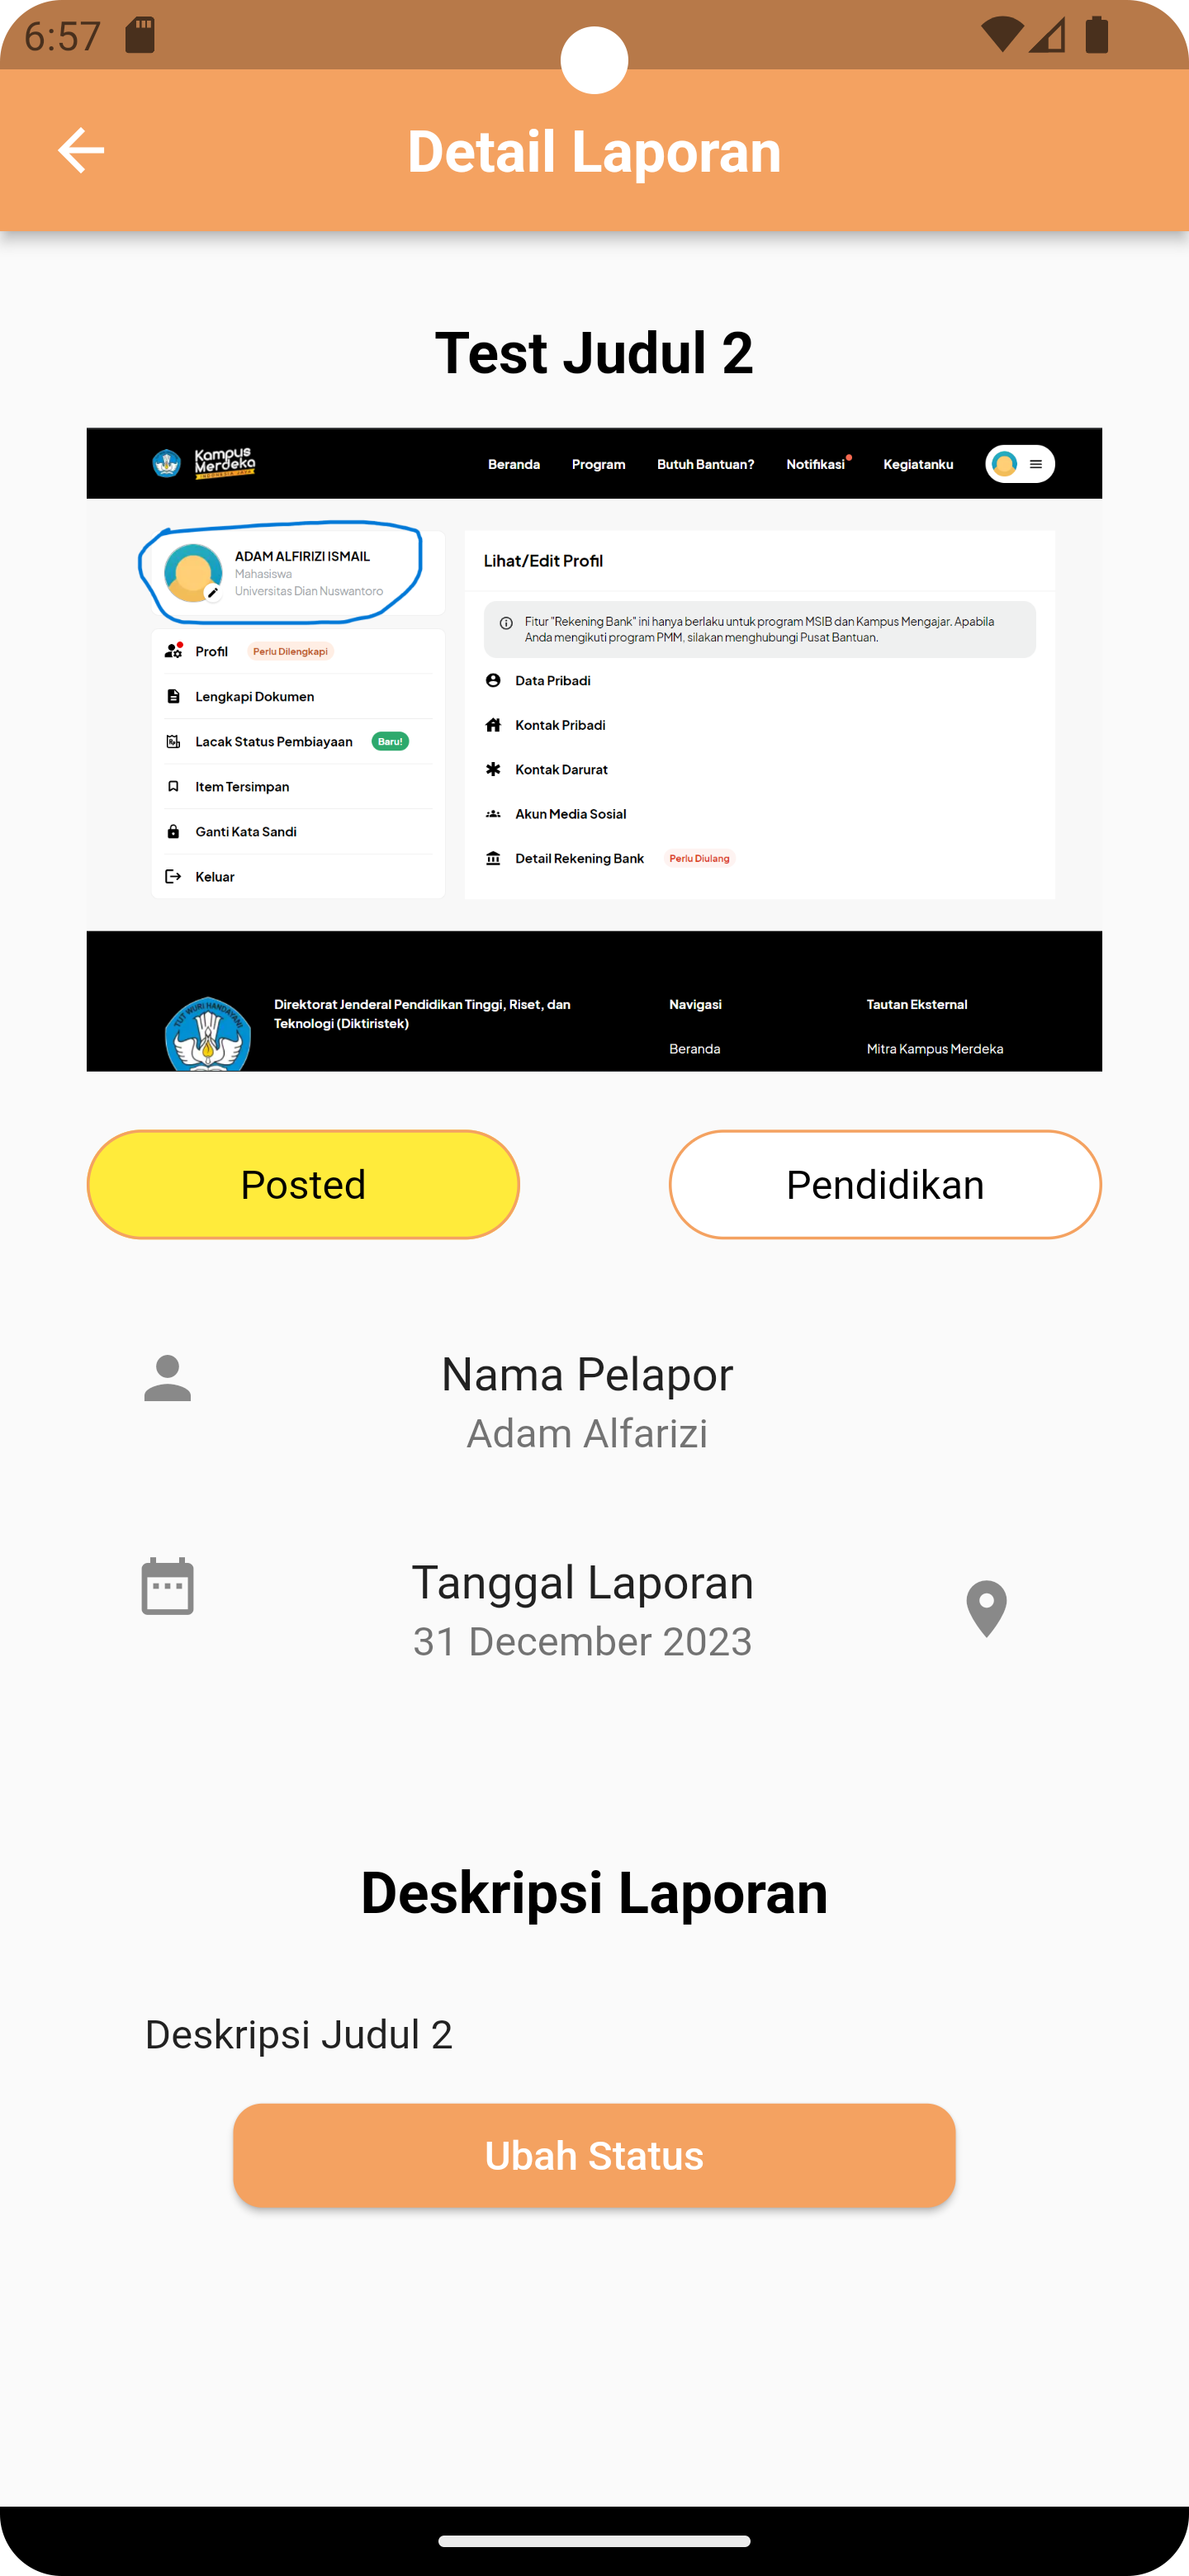 6:57
Detail Laporan
Test Judul 2
Kampus
Merdeka
INDONESIA JAYA
Beranda Program Butuh Bantuan? Notifikasi Kegiatanku
ADAM ALFIRIZI ISMAIL
Mahasiswa
Universitas Dian Nuswantoro
Profil Perlu Dilengkapi
Lengkapi Dokumen
Lacak Status Pembiayaan Baru!
Item Tersimpan
Ganti Kata Sandi
Keluar
Lihat/Edit Profil
Fitur "Rekening Bank" ini hanya berlaku untuk program MSIB dan Kampus Mengajar. Apabila
Anda mengikuti program PMM, silakan menghubungi Pusat Bantuan.
Data Pribadi
Kontak Pribadi
Kontak Darurat
Akun Media Sosial
Detail Rekening Bank Perlu Diulang
TUT WURI HANDAYANI
Direktorat Jenderal Pendidikan Tinggi, Riset, dan
Teknologi (Diktiristek)
Navigasi
Beranda
Tautan Eksternal
Mitra Kampus Merdeka
Posted
Pendidikan
Nama Pelapor
Adam Alfarizi
Tanggal Laporan
31 December 2023
Deskripsi Laporan
Deskripsi Judul 2
Ubah Status